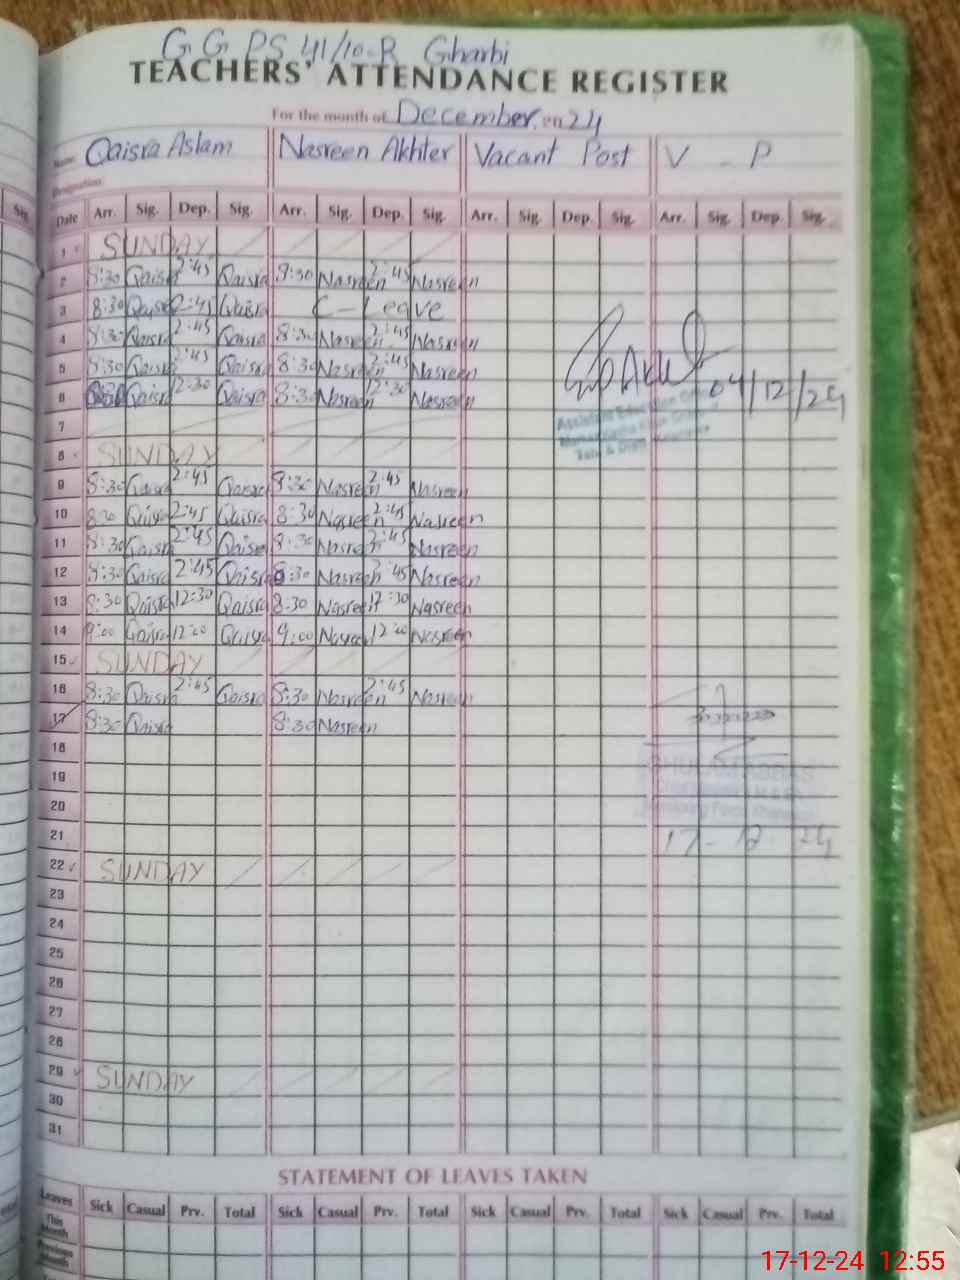 G. G. PS 41/10-R Gharbi
TEACHERS' ATTENDANCE REGISTER
For the month of December, 24
Name: Qaisra Aslam Nasreen Akhter Vacant Post V - P
Designation:
Date Arr. Sig. Dep. Sig. Arr. Sig. Dep. Sig. Arr. Sig. Dep. Sig. Arr. Sig. Dep. Sig.
1 SUNDAY
2 8:30 Qaisra 2:45 Qaisra 8:30 Nasreen 2:45 Nasreen
3 8:30 Qaisra 2:45 Qaisra C-Leave
4 8:30 Qaisra 2:45 Qaisra 8:30 Nasreen 2:45 Nasreen
5 8:30 Qaisra 2:45 Qaisra 8:30 Nasreen 2:45 Nasreen
6 Qaisra 12:30 Qaisra 8:30 Nasreen 12:30 Nasreen
04/12/24
7
Assistant Education
8 SUNDAY
9 8:30 Qaisra 2:45 Qaisra 8:30 Nasreen 2:45 Nasreen
10 8:30 Qaisra 2:45 Qaisra 8:30 Nasreen 2:45 Nasreen
11 8:30 Qaisra 2:45 Qaisra 8:30 Nasreen 2:45 Nasreen
12 8:30 Qaisra 2:45 Qaisra 8:30 Nasreen 2:45 Nasreen
13 8:30 Qaisra 12:30 Qaisra 8:30 Nasreen 12:30 Nasreen
14 9:00 Qaisra 12:00 Qaisra 9:00 Nasreen 12:00 Nasreen
15 SUNDAY
16 8:30 Qaisra 2:45 Qaisra 8:30 Nasreen 2:45 Nasreen
17 8:30 Qaisra 8:30 Nasreen
18
GHULAM ABBAS
19
20
21
17-12-24
22 SUNDAY
23
24
25
26
27
28
29 SUNDAY
30
31
STATEMENT OF LEAVES TAKEN
Leaves Sick Casual Prv. Total Sick Casual Prv. Total Sick Casual Prv. Total Sick Casual Prv. Total
This Month
Previous Month
17-12-24 12:55